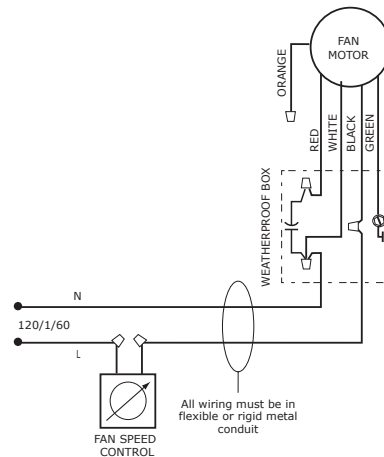 FAN
MOTOR
ORANGE
RED
WHITE
BLACK
GREEN
WEATHERPROOF BOX
N
120/1/60
L
All wiring must be in
flexible or rigid metal
conduit
FAN SPEED
CONTROL